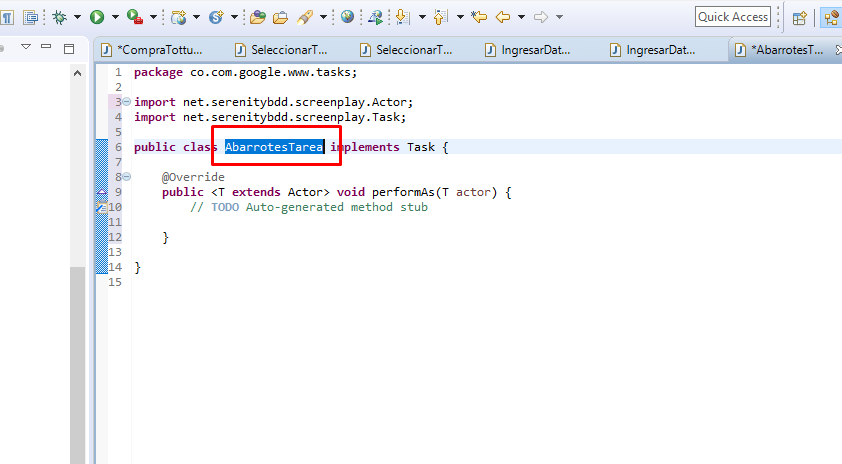 Quick Access
*CompraTottu...
SeleccionarT...
SeleccionarT...
IngresarDat...
IngresarDat...
*AbarrotesT...
1 package co.com.google.www.tasks;
2
3 import net.serenitybdd.screenplay.Actor;
4 import net.serenitybdd.screenplay.Task;
5
6 public class AbarrotesTarea implements Task {
7
8 @Override
9 public <T extends Actor> void performAs(T actor) {
10 // TODO Auto-generated method stub
11
12 }
13
14 }
15